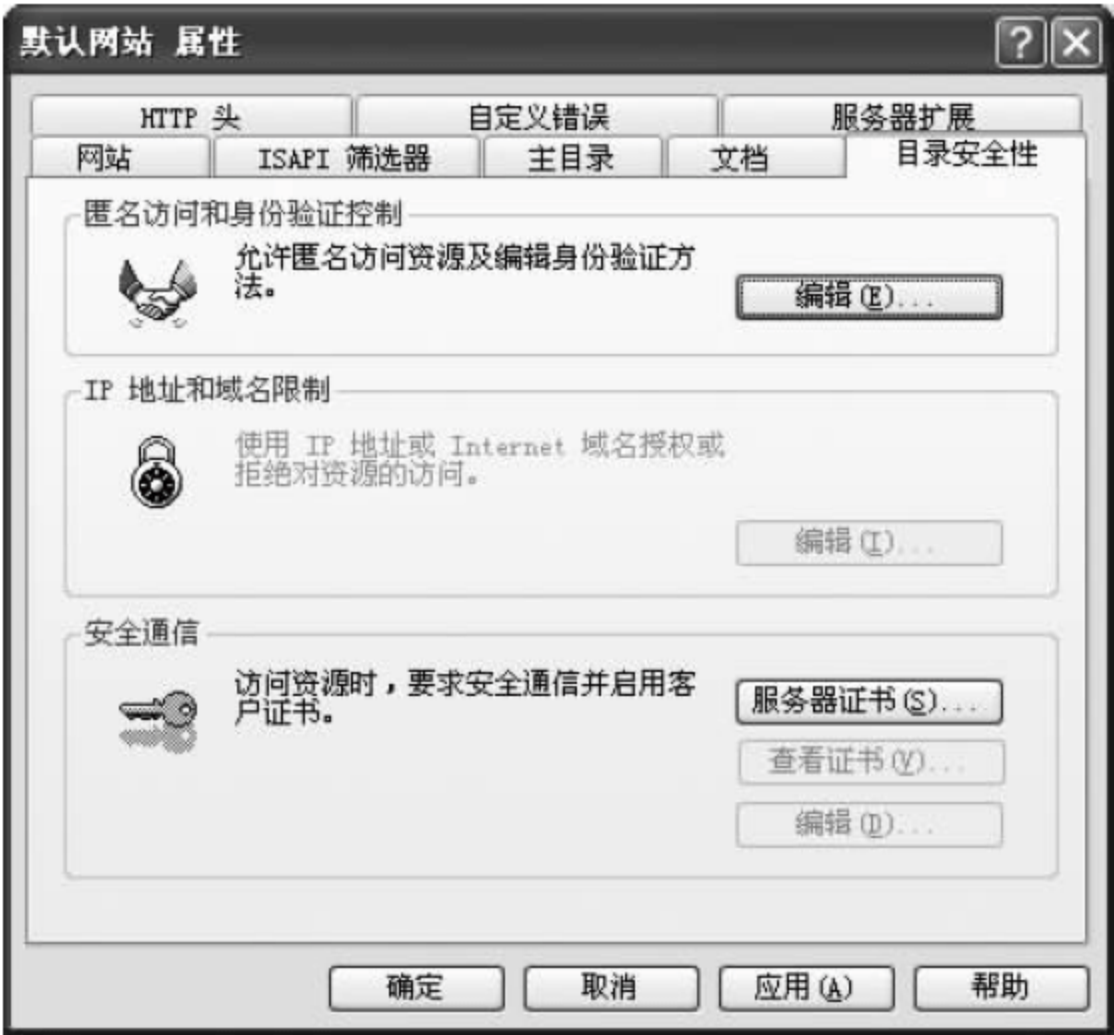 默认网站 属性
HTTP 头
自定义错误
服务器扩展
网站
ISAPI 筛选器
主目录
文档
目录安全性
匿名访问和身份验证控制
允许匿名访问资源及编辑身份验证方
法。
编辑(E)...
IP 地址和域名限制
使用 IP 地址或 Internet 域名授权或
拒绝对资源的访问。
编辑(I)...
安全通信
访问资源时，要求安全通信并启用客
户证书。
服务器证书(S)...
查看证书(V)...
编辑(D)...
确定
取消
应用(A)
帮助